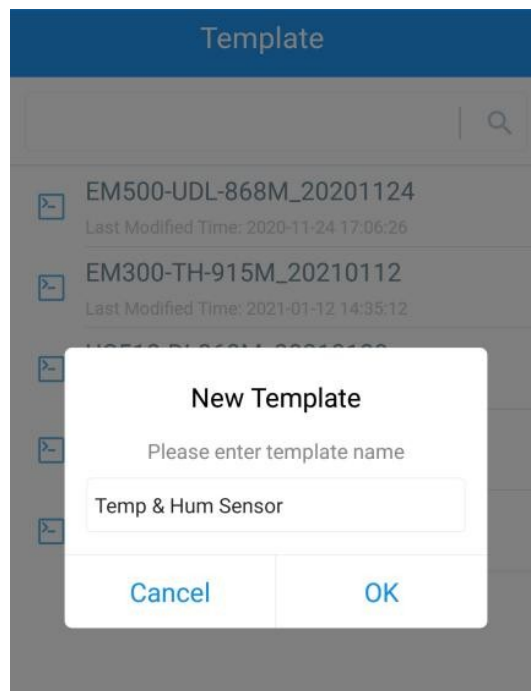 Template
EM500-UDL-868M_20201124
Last Modified Time: 2020-11-24 17:06:26
EM300-TH-915M_20210112
Last Modified Time: 2021-01-12 14:35:12
New Template
Please enter template name
Temp & Hum Sensor
Cancel
OK